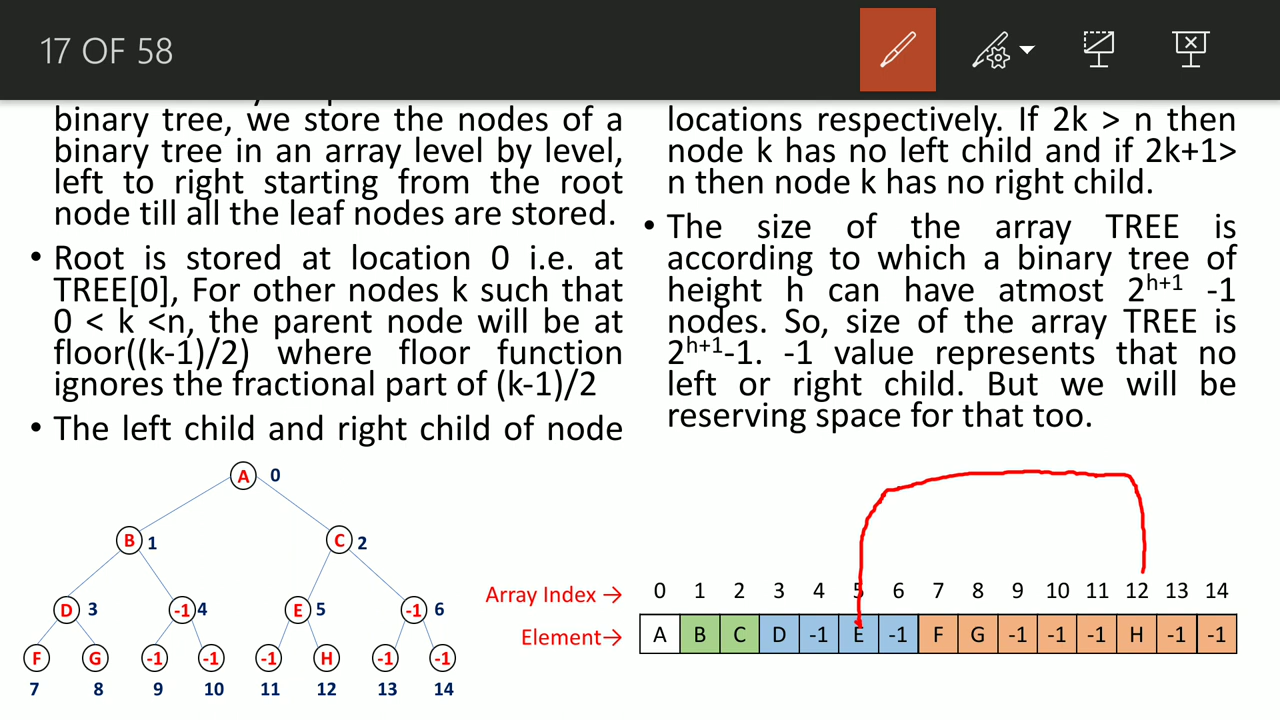 17 OF 58
binary tree, we store the nodes of a
binary tree in an array level by level,
left to right starting from the root
node till all the leaf nodes are stored.
• Root is stored at location 0 i.e. at
TREE[0], For other nodes k such that
0 < k <n, the parent node will be at
floor((k-1)/2) where floor function
ignores the fractional part of (k-1)/2
• The left child and right child of node
locations respectively. If 2k > n then
node k has no left child and if 2k+1>
n then node k has no right child.
• The size of the array TREE is
according to which a binary tree of
height h can have atmost 2^h+1 -1
nodes. So, size of the array TREE is
2^h+1-1. -1 value represents that no
left or right child. But we will be
reserving space for that too.
A 0
B 1 C 2
D 3 -1 4 E 5 -1 6
F G -1 -1 -1 H -1 -1
7 8 9 10 11 12 13 14
Array Index → 0 1 2 3 4 5 6 7 8 9 10 11 12 13 14
Element→ A B C D -1 E -1 F G -1 -1 -1 H -1 -1